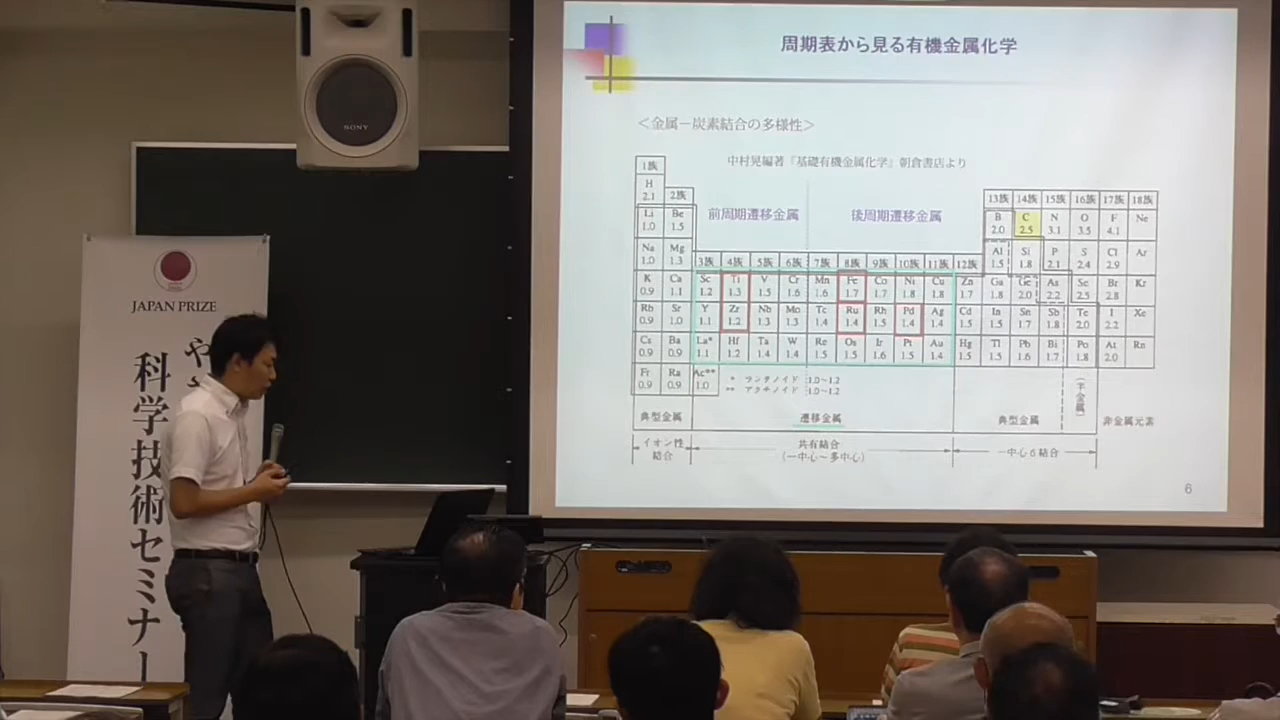 SONY
JAPAN PRIZE
や
科学技術セミナー
周期表から見る有機金属化学
＜金属－炭素結合の多様性＞
中村晃編著『基礎有機金属化学』朝倉書店より
1族
H
2.1
2族
13族 14族 15族 16族 17族 18族
Li Be 前周期遷移金属 後周期遷移金属 B C N O F Ne
1.0 1.5 2.0 2.5 3.1 3.5 4.1
Na Mg Al Si P S Cl Ar
1.0 1.3 1.5 1.8 2.1 2.4 2.9
3族 4族 5族 6族 7族 8族 9族 10族 11族 12族
K Ca Sc Ti V Cr Mn Fe Co Ni Cu Zn Ga Ge As Se Br Kr
0.9 1.1 1.2 1.3 1.5 1.6 1.6 1.7 1.7 1.8 1.8 1.7 1.8 2.0 2.2 2.5 2.8
Rb Sr Y Zr Nb Mo Tc Ru Rh Pd Ag Cd In Sn Sb Te I Xe
0.9 1.0 1.1 1.2 1.3 1.3 1.4 1.4 1.5 1.4 1.4 1.5 1.5 1.7 1.8 2.0 2.2
Cs Ba La* Hf Ta W Re Os Ir Pt Au Hg Tl Pb Bi Po At Rn
0.9 0.9 1.1 1.2 1.4 1.4 1.5 1.5 1.6 1.5 1.4 1.5 1.5 1.6 1.7 1.8 2.0
Fr Ra Ac**
0.9 0.9 1.0
* ランタノイド 1.0～1.2
** アクチノイド 1.0～1.2
(半金属)
典型金属 遷移金属 典型金属 非金属元素
イオン性結合 共有結合 一中心σ結合
(一中心～多中心)
6